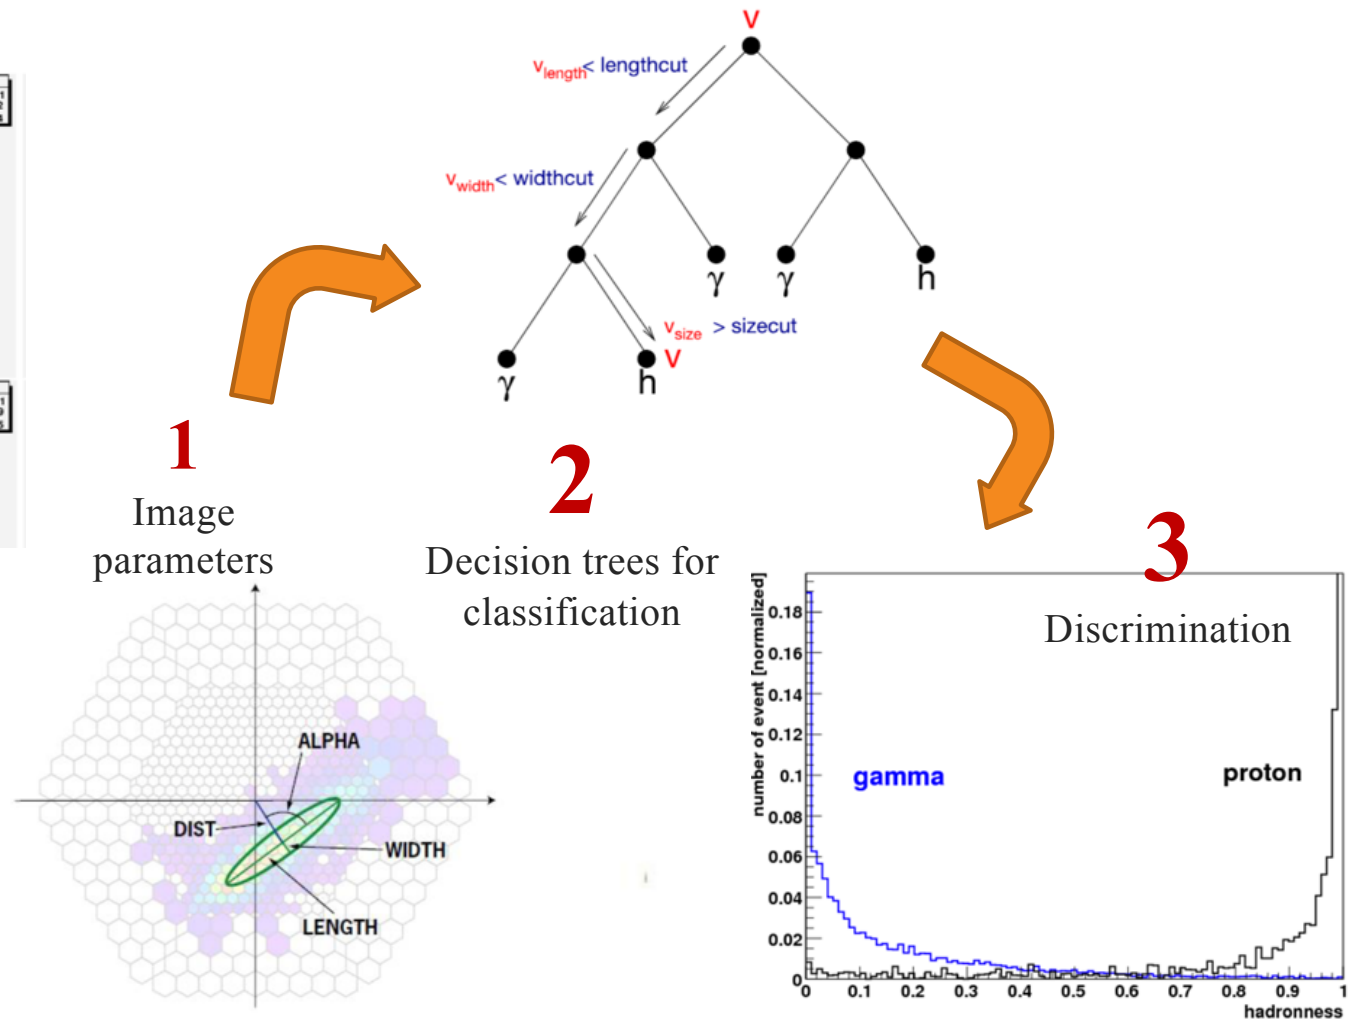 V
v_length < lengthcut
v_width < widthcut
γ
γ
h
v_size > sizecut
γ
h
V
1
Image
parameters
2
Decision trees for
classification
3
Discrimination
ALPHA
DIST
WIDTH
LENGTH
number of event [normalized]
0.18
0.16
0.14
0.12
0.1
0.08
0.06
0.04
0.02
0
gamma
proton
0 0.1 0.2 0.3 0.4 0.5 0.6 0.7 0.8 0.9 1
hadronness